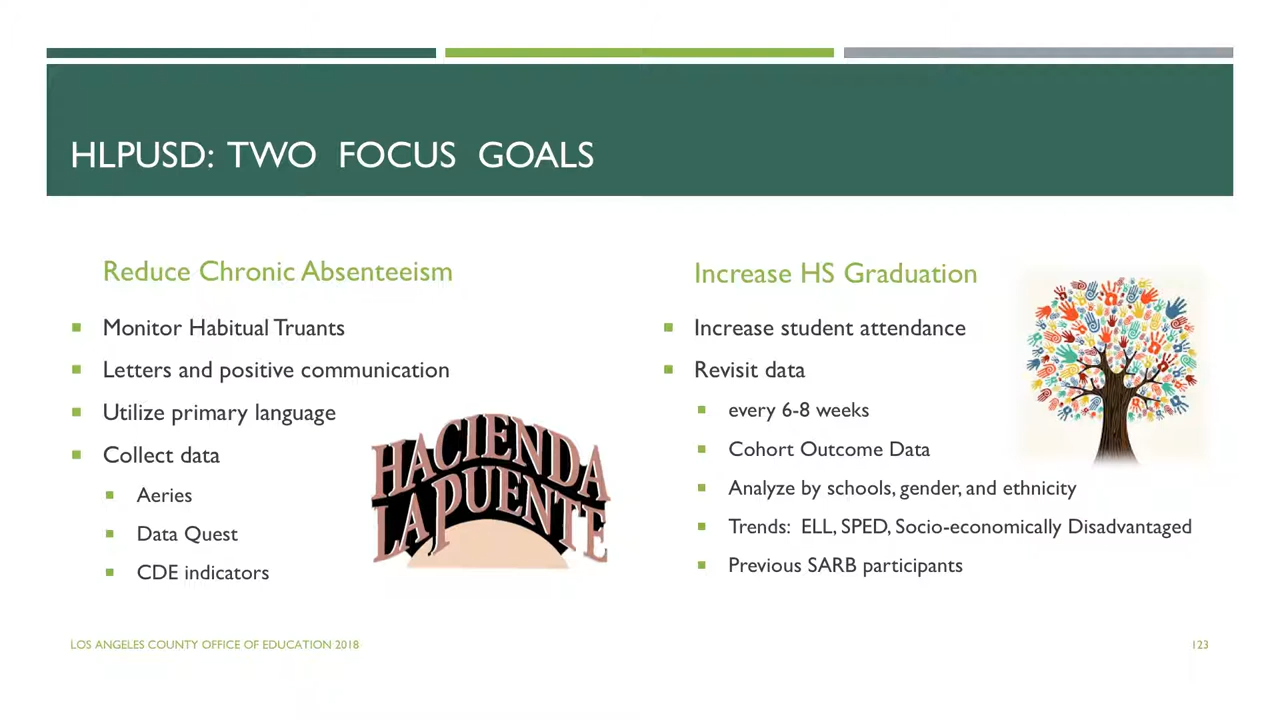 HLPUSD: TWO FOCUS GOALS
Reduce Chronic Absenteeism
Monitor Habitual Truants
Letters and positive communication
Utilize primary language
Collect data
Aeries
Data Quest
CDE indicators
HACIENDA
LA PUENTE
Increase HS Graduation
Increase student attendance
Revisit data
every 6-8 weeks
Cohort Outcome Data
Analyze by schools, gender, and ethnicity
Trends: ELL, SPED, Socio-economically Disadvantaged
Previous SARB participants
LOS ANGELES COUNTY OFFICE OF EDUCATION 2018
123